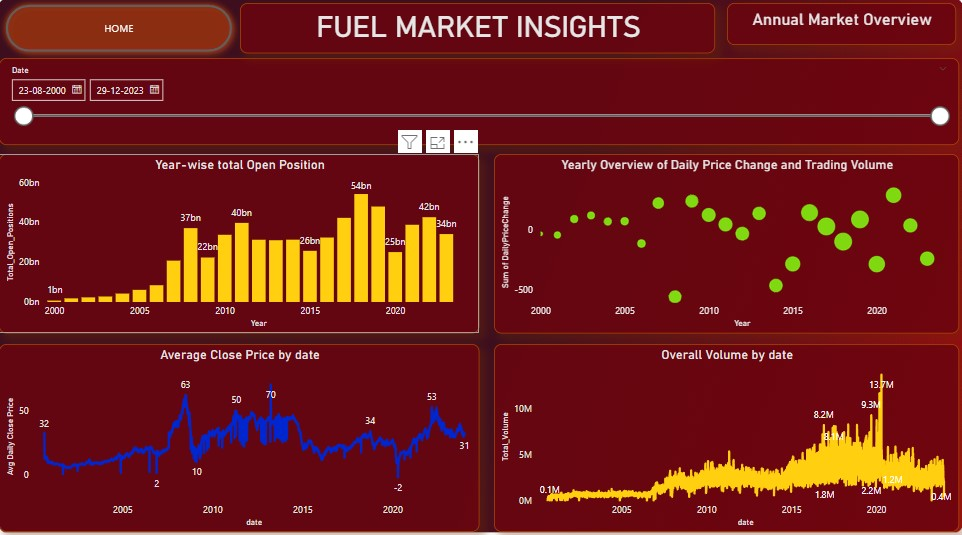 HOME
FUEL MARKET INSIGHTS
Annual Market Overview
Date
23-08-2000
29-12-2023
Year-wise total Open Position
Total_Open_Positions
60bn
40bn
20bn
0bn
1bn
37bn
22bn
40bn
26bn
54bn
25bn
42bn
34bn
2000
2005
2010
2015
2020
Year
Yearly Overview of Daily Price Change and Trading Volume
Sum of DailyPriceChange
0
-500
2000
2005
2010
2015
2020
Year
Average Close Price by date
Avg Daily Close Price
50
0
32
2
63
10
50
70
34
-2
53
31
2005
2010
2015
2020
date
Overall Volume by date
Total_Volume
10M
5M
0M
0.1M
8.2M
1.8M
9.3M
2.2M
13.7M
1.2M
0.4M
2005
2010
2015
2020
date